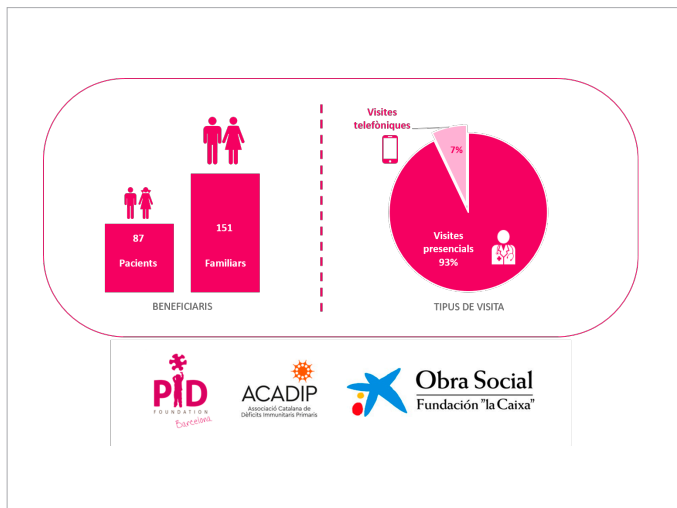 87
Pacients
151
Familiars
BENEFICIARIS
Visites
telefòniques
7%
Visites
presencials
93%
TIPUS DE VISITA
PID
FOUNDATION
Barcelona
ACADIP
Associació Catalana de
Dèficits Immunitaris Primaris
Obra Social
Fundación "la Caixa"